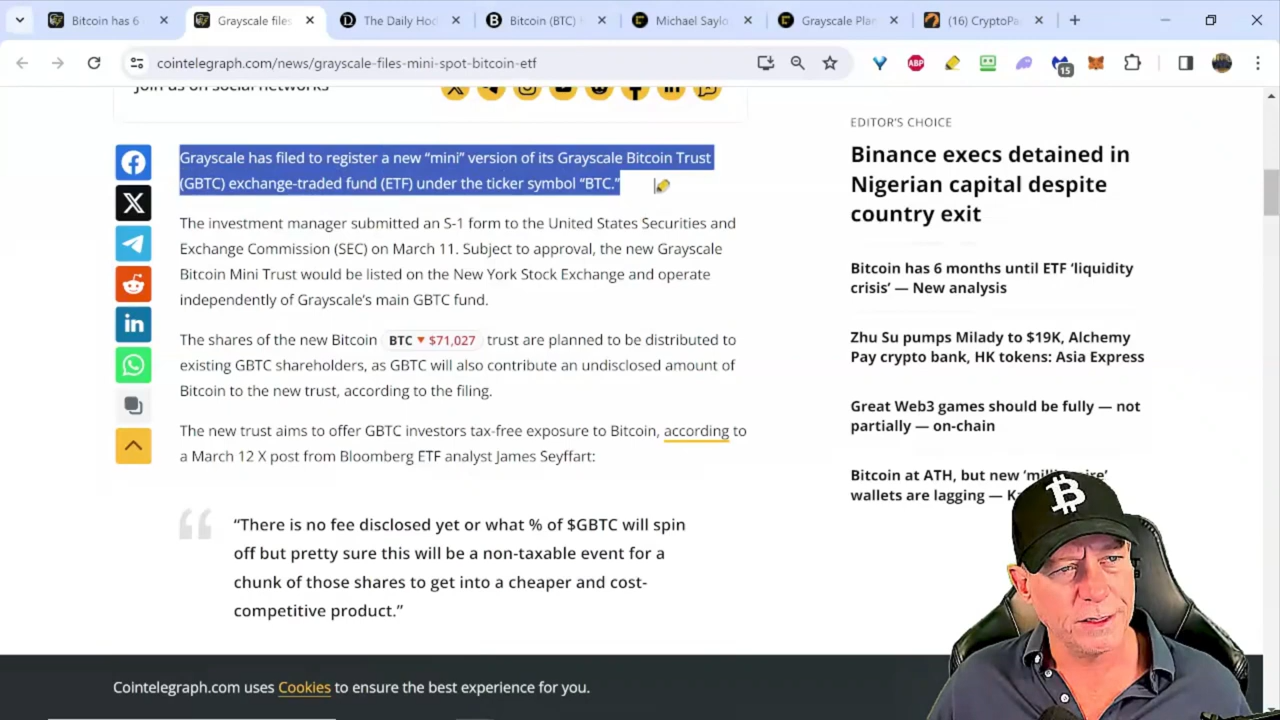 Bitcoin has 6
Grayscale files
The Daily Hod
Bitcoin (BTC)
Michael Saylo
Grayscale Plan
(16) CryptoPa
cointelegraph.com/news/grayscale-files-mini-spot-bitcoin-etf
ABP
15
Join us on social networks
Grayscale has filed to register a new “mini” version of its Grayscale Bitcoin Trust
(GBTC) exchange-traded fund (ETF) under the ticker symbol “BTC.”
The investment manager submitted an S-1 form to the United States Securities and
Exchange Commission (SEC) on March 11. Subject to approval, the new Grayscale
Bitcoin Mini Trust would be listed on the New York Stock Exchange and operate
independently of Grayscale’s main GBTC fund.
The shares of the new Bitcoin BTC ▼ $71,027 trust are planned to be distributed to
existing GBTC shareholders, as GBTC will also contribute an undisclosed amount of
Bitcoin to the new trust, according to the filing.
The new trust aims to offer GBTC investors tax-free exposure to Bitcoin, according to
a March 12 X post from Bloomberg ETF analyst James Seyffart:
“There is no fee disclosed yet or what % of $GBTC will spin
off but pretty sure this will be a non-taxable event for a
chunk of those shares to get into a cheaper and cost-
competitive product.”
EDITOR’S CHOICE
Binance execs detained in
Nigerian capital despite
country exit
Bitcoin has 6 months until ETF ‘liquidity
crisis’ — New analysis
Zhu Su pumps Milady to $19K, Alchemy
Pay crypto bank, HK tokens: Asia Express
Great Web3 games should be fully — not
partially — on-chain
Bitcoin at ATH, but new
wallets are lagging —
Cointelegraph.com uses Cookies to ensure the best experience for you.